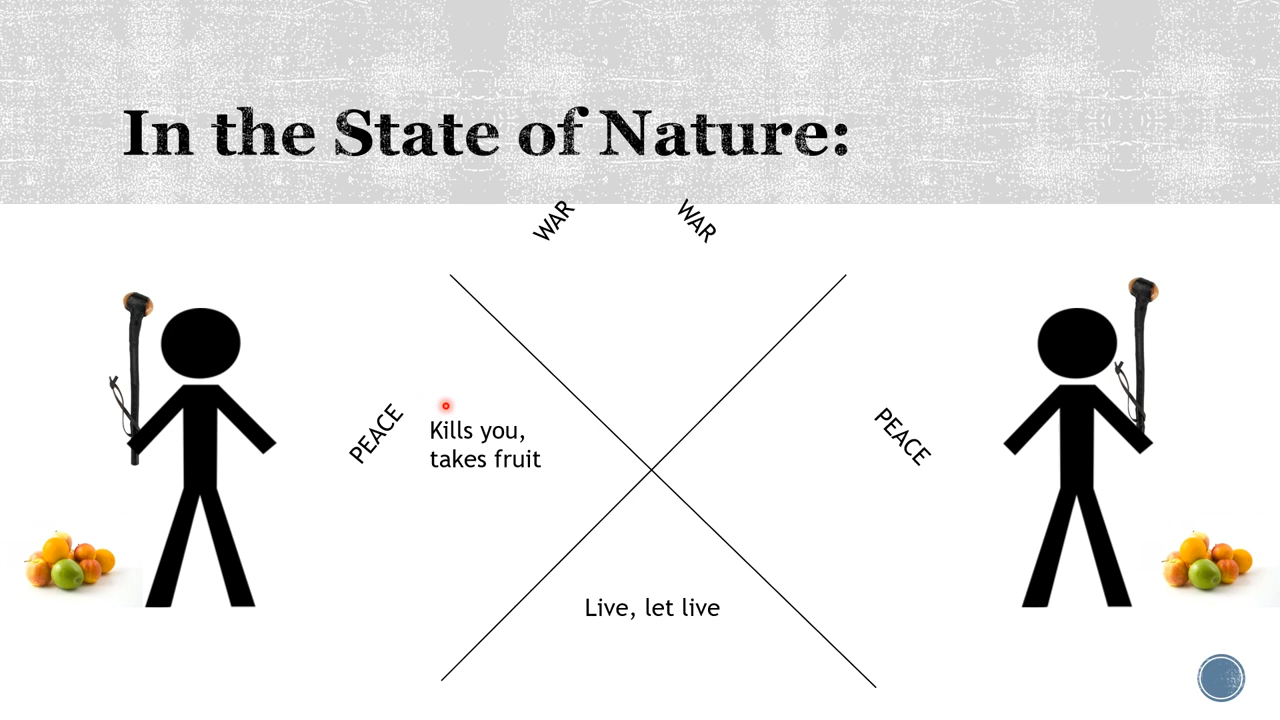 In the State of Nature:
WAR
WAR
PEACE
Kills you,
takes fruit
PEACE
Live, let live